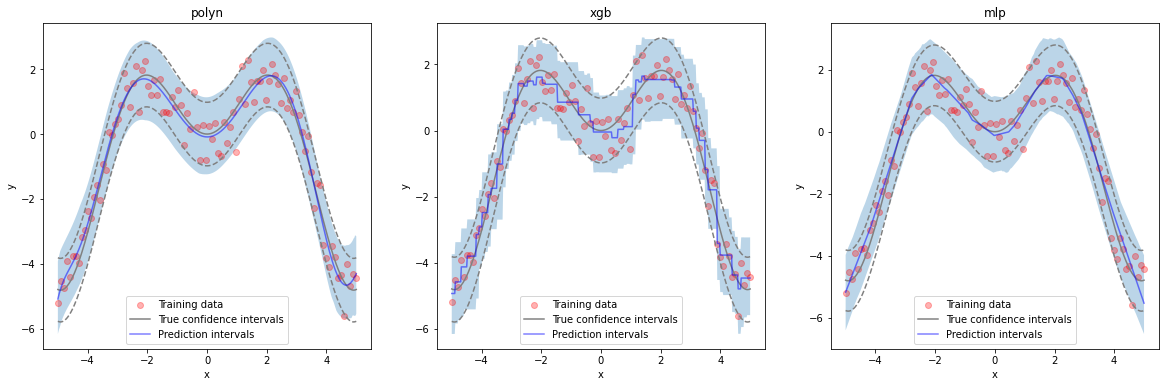 polyn
y
2
0
−2
−4
−6
−4
−2
0
2
4
x
Training data
True confidence intervals
Prediction intervals
xgb
y
2
0
−2
−4
−6
−4
−2
0
2
4
x
Training data
True confidence intervals
Prediction intervals
mlp
y
2
0
−2
−4
−6
−4
−2
0
2
4
x
Training data
True confidence intervals
Prediction intervals